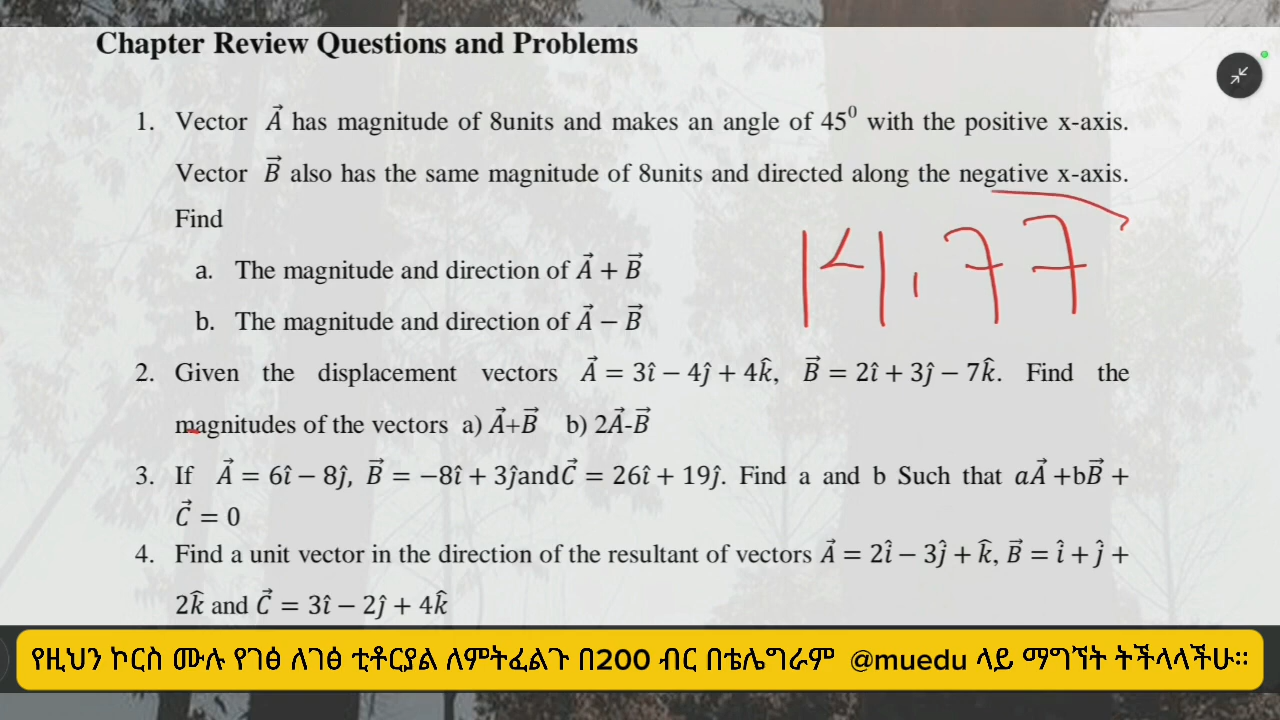 Chapter Review Questions and Problems
1. Vector A⃗ has magnitude of 8units and makes an angle of 45⁰ with the positive x-axis.
Vector B⃗ also has the same magnitude of 8units and directed along the negative x-axis.
Find
a. The magnitude and direction of A⃗ + B⃗
b. The magnitude and direction of A⃗ − B⃗
14.77
2. Given the displacement vectors A⃗ = 3î − 4ĵ + 4k̂, B⃗ = 2î + 3ĵ − 7k̂. Find the
magnitudes of the vectors a) A⃗+B⃗ b) 2A⃗-B⃗
3. If A⃗ = 6î − 8ĵ, B⃗ = −8î + 3ĵandC⃗ = 26î + 19ĵ. Find a and b Such that aA⃗ +bB⃗ +
C⃗ = 0
4. Find a unit vector in the direction of the resultant of vectors A⃗ = 2î − 3ĵ + k̂, B⃗ = î + ĵ +
2k̂ and C⃗ = 3î − 2ĵ + 4k̂
የዚህን ኮርስ ሙሉ የገፅ ለገፅ ቲቶርያል ለምትፈልጉ በ200 ብር በቴሌግራም @muedu ላይ ማግኘት ትችላላችሁ።